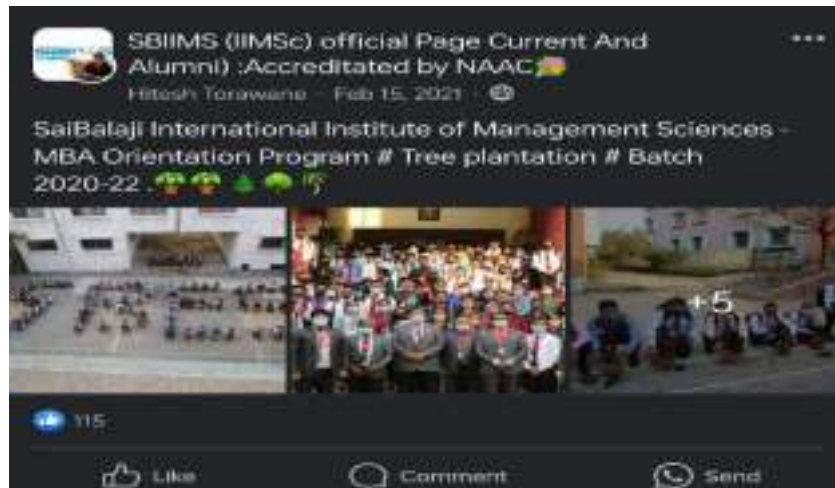 SBIIMS (IIMSc) official Page Current And
Alumni) :Accreditated by NAAC💐
Hitesh Torawane · Feb 15, 2021 ·
SaiBalaji International Institute of Management Sciences -
MBA Orientation Program # Tree plantation # Batch
2020-22 .🌳🌳🌲🌳🌴
+5
115
Like
Comment
Send